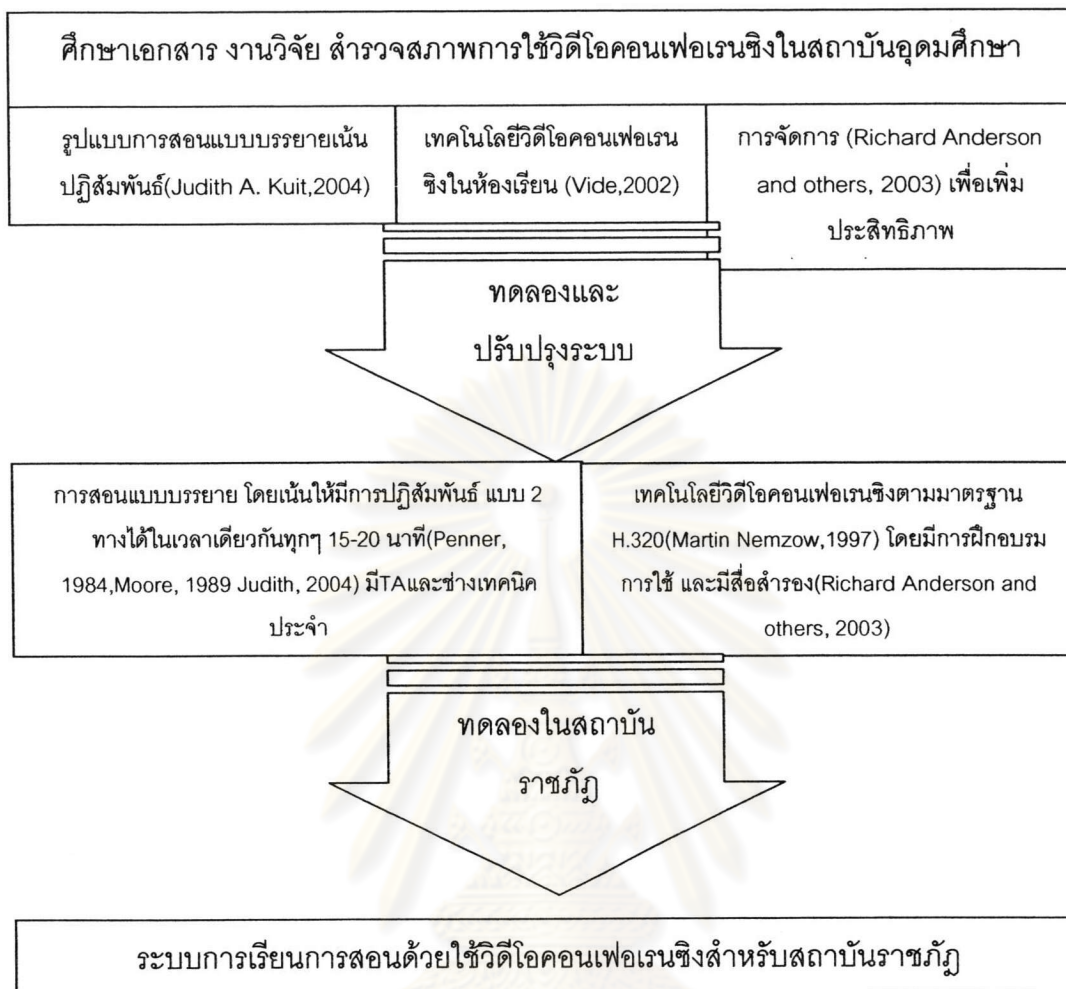 ศึกษาเอกสาร งานวิจัย สำรวจสภาพการใช้วิดีโอคอนเฟอเรนซิงในสถาบันอุดมศึกษา
รูปแบบการสอนแบบบรรยายเน้น
ปฏิสัมพันธ์(Judith A. Kuit,2004)
เทคโนโลยีวิดีโอคอนเฟอเรน
ซิงในห้องเรียน (Vide,2002)
การจัดการ (Richard Anderson
and others, 2003) เพื่อเพิ่ม
ประสิทธิภาพ
ทดลองและ
ปรับปรุงระบบ
การสอนแบบบรรยาย โดยเน้นให้มีการปฏิสัมพันธ์ แบบ 2
ทางได้ในเวลาเดียวกันทุกๆ 15-20 นาที(Penner,
1984,Moore, 1989 Judith, 2004) มีTAและช่างเทคนิค
ประจำ
เทคโนโลยีวิดีโอคอนเฟอเรนซิงตามมาตรฐาน
H.320(Martin Nemzow,1997) โดยมีการฝึกอบรม
การใช้ และมีสื่อสำรอง(Richard Anderson and
others, 2003)
ทดลองในสถาบัน
ราชภัฏ
ระบบการเรียนการสอนด้วยใช้วิดีโอคอนเฟอเรนซิงสำหรับสถาบันราชภัฏ